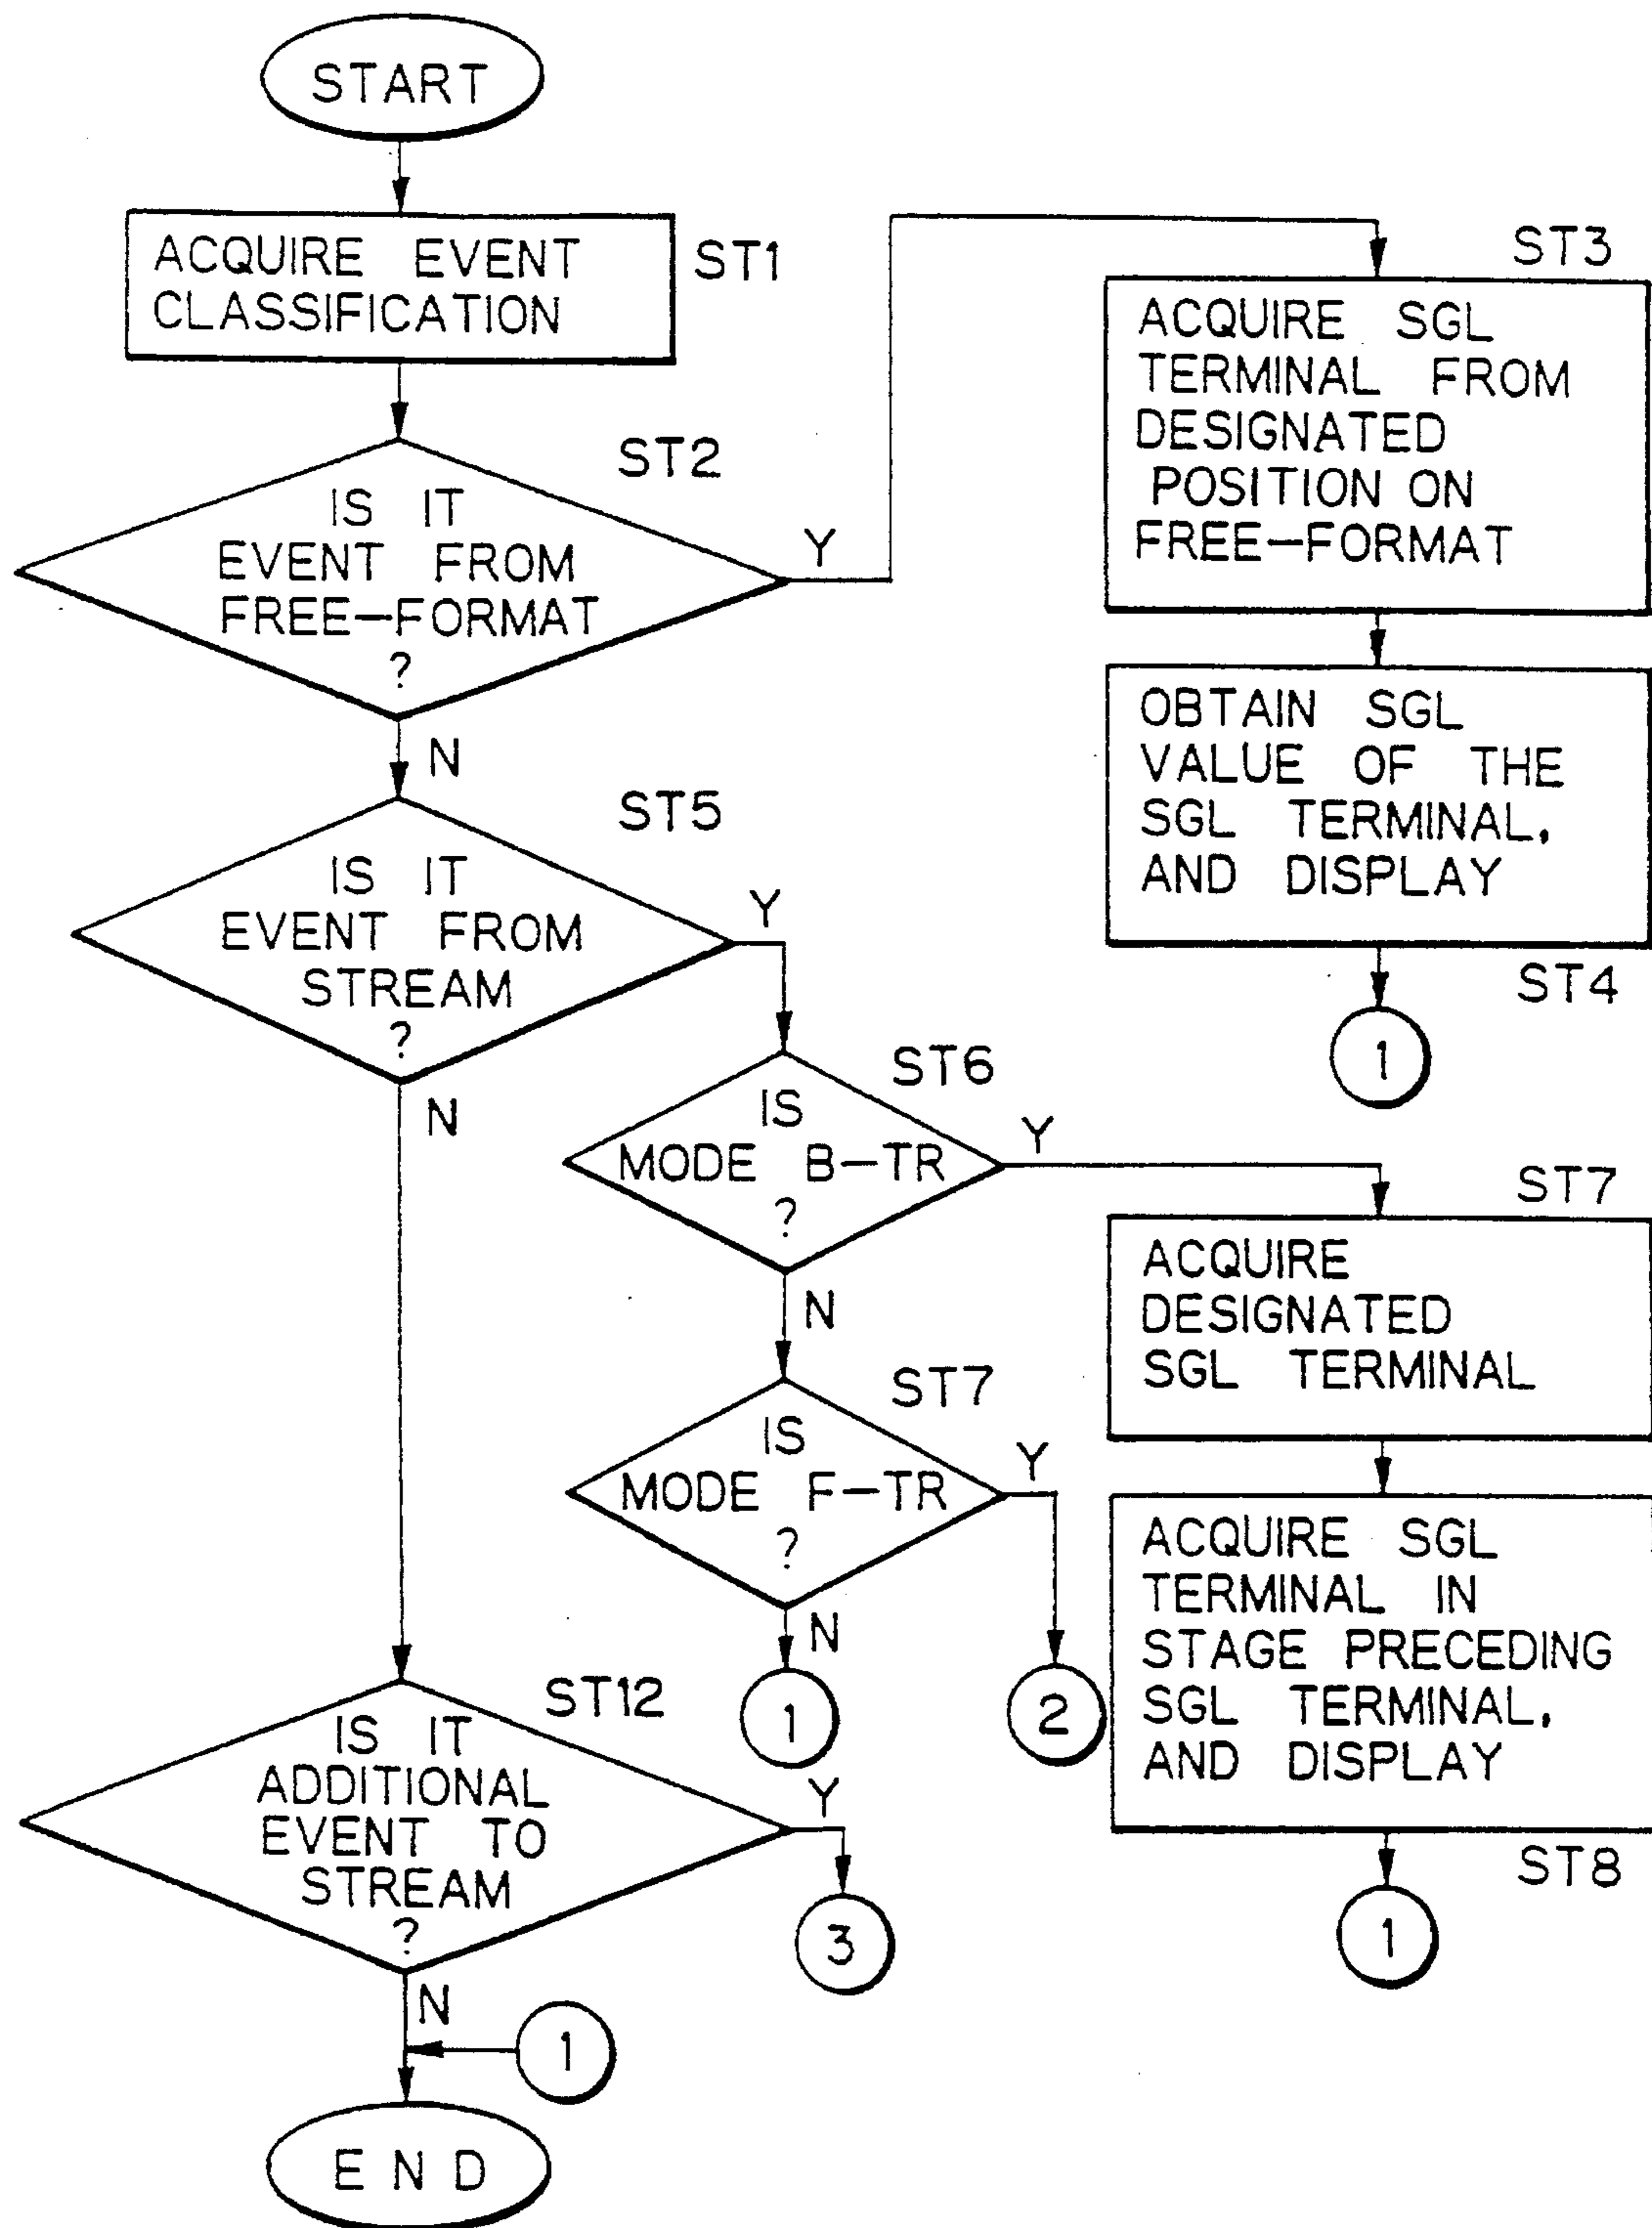 START
ACQUIRE EVENT
CLASSIFICATION
ST1
ST2
IS IT
EVENT FROM
FREE-FORMAT
?
Y
N
ST3
ACQUIRE SGL
TERMINAL FROM
DESIGNATED
POSITION ON
FREE-FORMAT
OBTAIN SGL
VALUE OF THE
SGL TERMINAL,
AND DISPLAY
ST4
1
ST5
IS IT
EVENT FROM
STREAM
?
Y
N
ST6
IS
MODE B-TR
?
Y
N
ST7
ACQUIRE
DESIGNATED
SGL TERMINAL
ST7
IS
MODE F-TR
?
Y
N
1
2
ACQUIRE SGL
TERMINAL IN
STAGE PRECEDING
SGL TERMINAL,
AND DISPLAY
ST8
1
ST12
IS IT
ADDITIONAL
EVENT TO
STREAM
?
Y
3
N
1
END